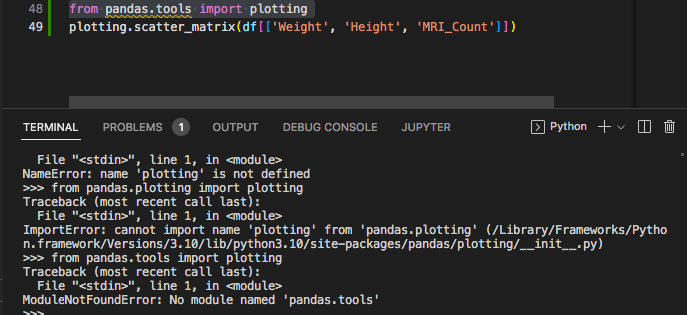 48 from pandas.tools import plotting
49 plotting.scatter_matrix(df[['Weight', 'Height', 'MRI_Count']])
TERMINAL PROBLEMS 1 OUTPUT DEBUG CONSOLE JUPYTER Python
File "<stdin>", line 1, in <module>
NameError: name 'plotting' is not defined
>>> from pandas.plotting import plotting
Traceback (most recent call last):
File "<stdin>", line 1, in <module>
ImportError: cannot import name 'plotting' from 'pandas.plotting' (/Library/Frameworks/Pytho
n.framework/Versions/3.10/lib/python3.10/site-packages/pandas/plotting/__init__.py)
>>> from pandas.tools import plotting
Traceback (most recent call last):
File "<stdin>", line 1, in <module>
ModuleNotFoundError: No module named 'pandas.tools'
>>>